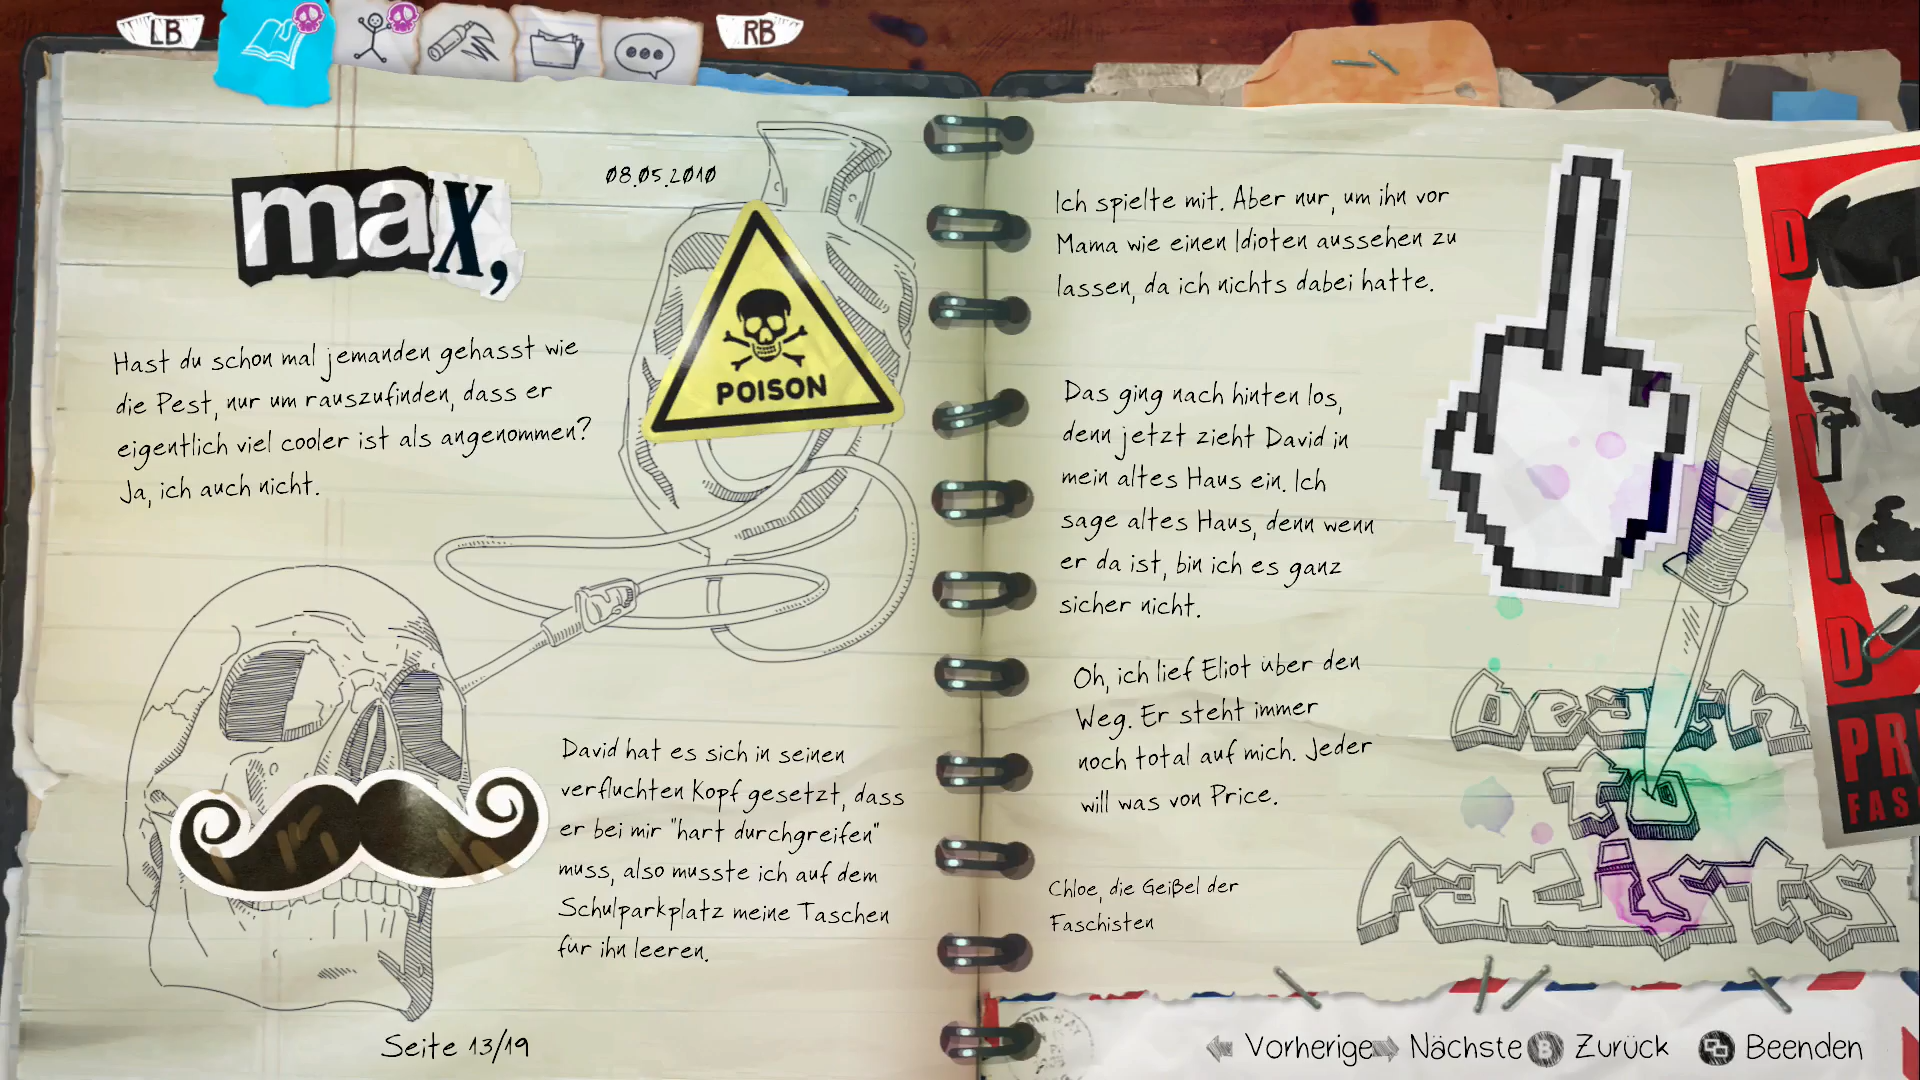 LB
RB
max,
08.05.2010
POISON
Hast du schon mal jemanden gehasst wie
die Pest, nur um rauszufinden, dass er
eigentlich viel cooler ist als angenommen?
Ja, ich auch nicht.
David hat es sich in seinen
verfluchten Kopf gesetzt, dass
er bei mir "hart durchgreifen"
muss, also musste ich auf dem
Schulparkplatz meine Taschen
für ihn leeren.
Seite 13/19
Ich spielte mit. Aber nur, um ihn vor
Mama wie einen Idioten aussehen zu
lassen, da ich nichts dabei hatte.
Das ging nach hinten los,
denn jetzt zieht David in
mein altes Haus ein. Ich
sage altes Haus, denn wenn
er da ist, bin ich es ganz
sicher nicht.
Oh, ich lief Eliot über den
Weg. Er steht immer
noch total auf mich. Jeder
will was von Price.
Chloe, die Geißel der
Faschisten
DAVID
death
to
Vorherige
Nächste
B
Zurück
Beenden